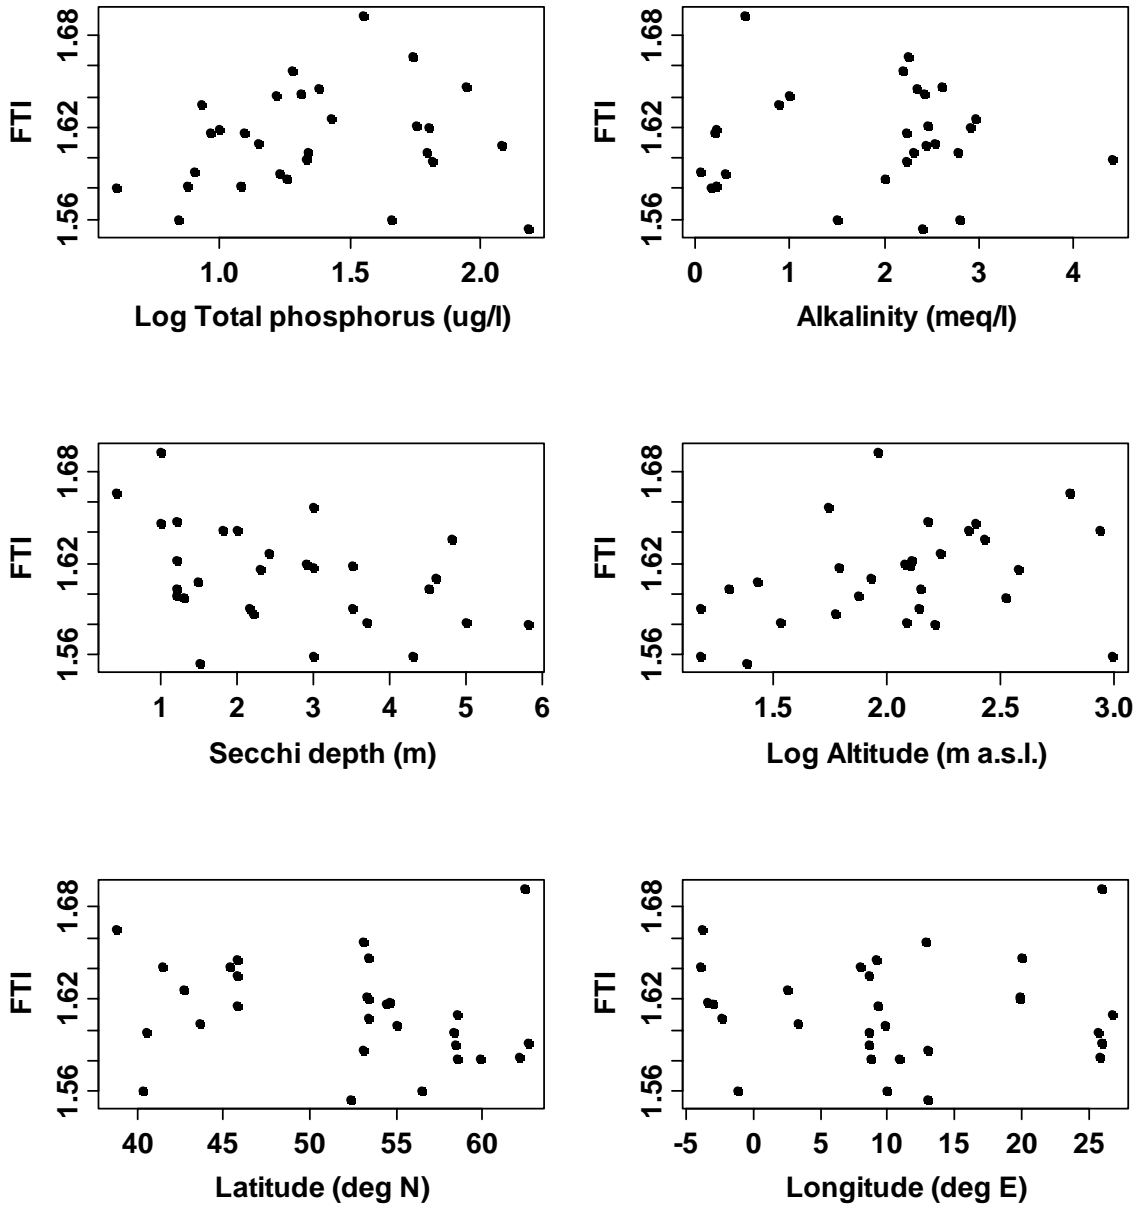 FTI
1.56 1.62 1.68
1.0 1.5 2.0
Log Total phosphorus (ug/l)
FTI
1.56 1.62 1.68
0 1 2 3 4
Alkalinity (meq/l)
FTI
1.56 1.62 1.68
1 2 3 4 5 6
Secchi depth (m)
FTI
1.56 1.62 1.68
1.5 2.0 2.5 3.0
Log Altitude (m a.s.l.)
FTI
1.56 1.62 1.68
40 45 50 55 60
Latitude (deg N)
FTI
1.56 1.62 1.68
-5 0 5 10 15 20 25
Longitude (deg E)